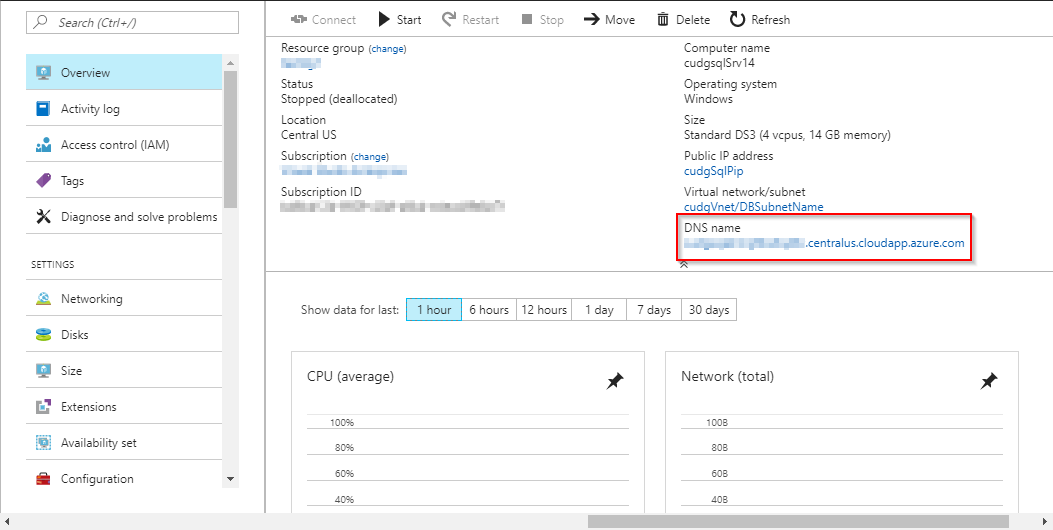 Search (Ctrl+/)
Overview
Activity log
Access control (IAM)
Tags
Diagnose and solve problems
SETTINGS
Networking
Disks
Size
Extensions
Availability set
Configuration
Connect Start Restart Stop Move Delete Refresh
Resource group (change)
Status
Stopped (deallocated)
Location
Central US
Subscription (change)
Subscription ID
Computer name
cudgsqlSrv14
Operating system
Windows
Size
Standard DS3 (4 vcpus, 14 GB memory)
Public IP address
cudgSqlPip
Virtual network/subnet
cudgVnet/DBSubnetName
DNS name
.centralus.cloudapp.azure.com
Show data for last: 1 hour 6 hours 12 hours 1 day 7 days 30 days
CPU (average)
100%
80%
60%
40%
Network (total)
100B
80B
60B
40B